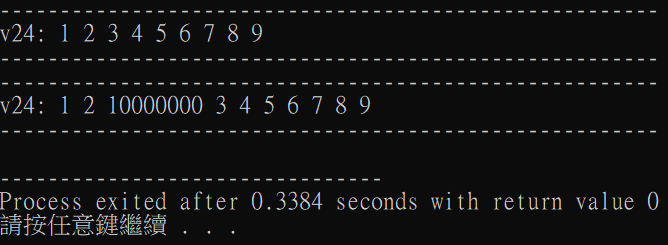 ------------------------------------------------------
v24: 1 2 3 4 5 6 7 8 9
------------------------------------------------------
------------------------------------------------------
v24: 1 2 10000000 3 4 5 6 7 8 9
------------------------------------------------------
--------------------------------
Process exited after 0.3384 seconds with return value 0
請按任意鍵繼續 . . .